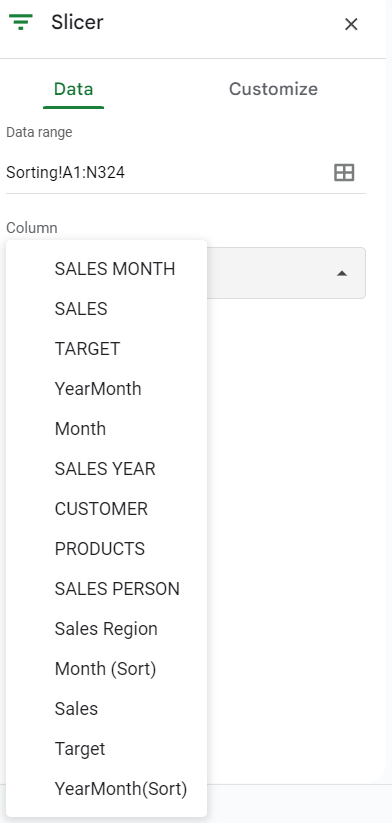 Slicer
Data
Customize
Data range
Sorting!A1:N324
Column
SALES MONTH
SALES
TARGET
YearMonth
Month
SALES YEAR
CUSTOMER
PRODUCTS
SALES PERSON
Sales Region
Month (Sort)
Sales
Target
YearMonth(Sort)